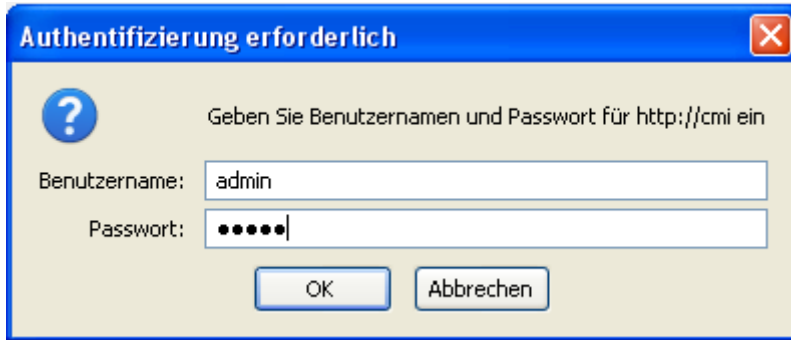 Authentifizierung erforderlich
Geben Sie Benutzernamen und Passwort für http://cmi ein
Benutzername: admin
Passwort: •••••
OK Abbrechen